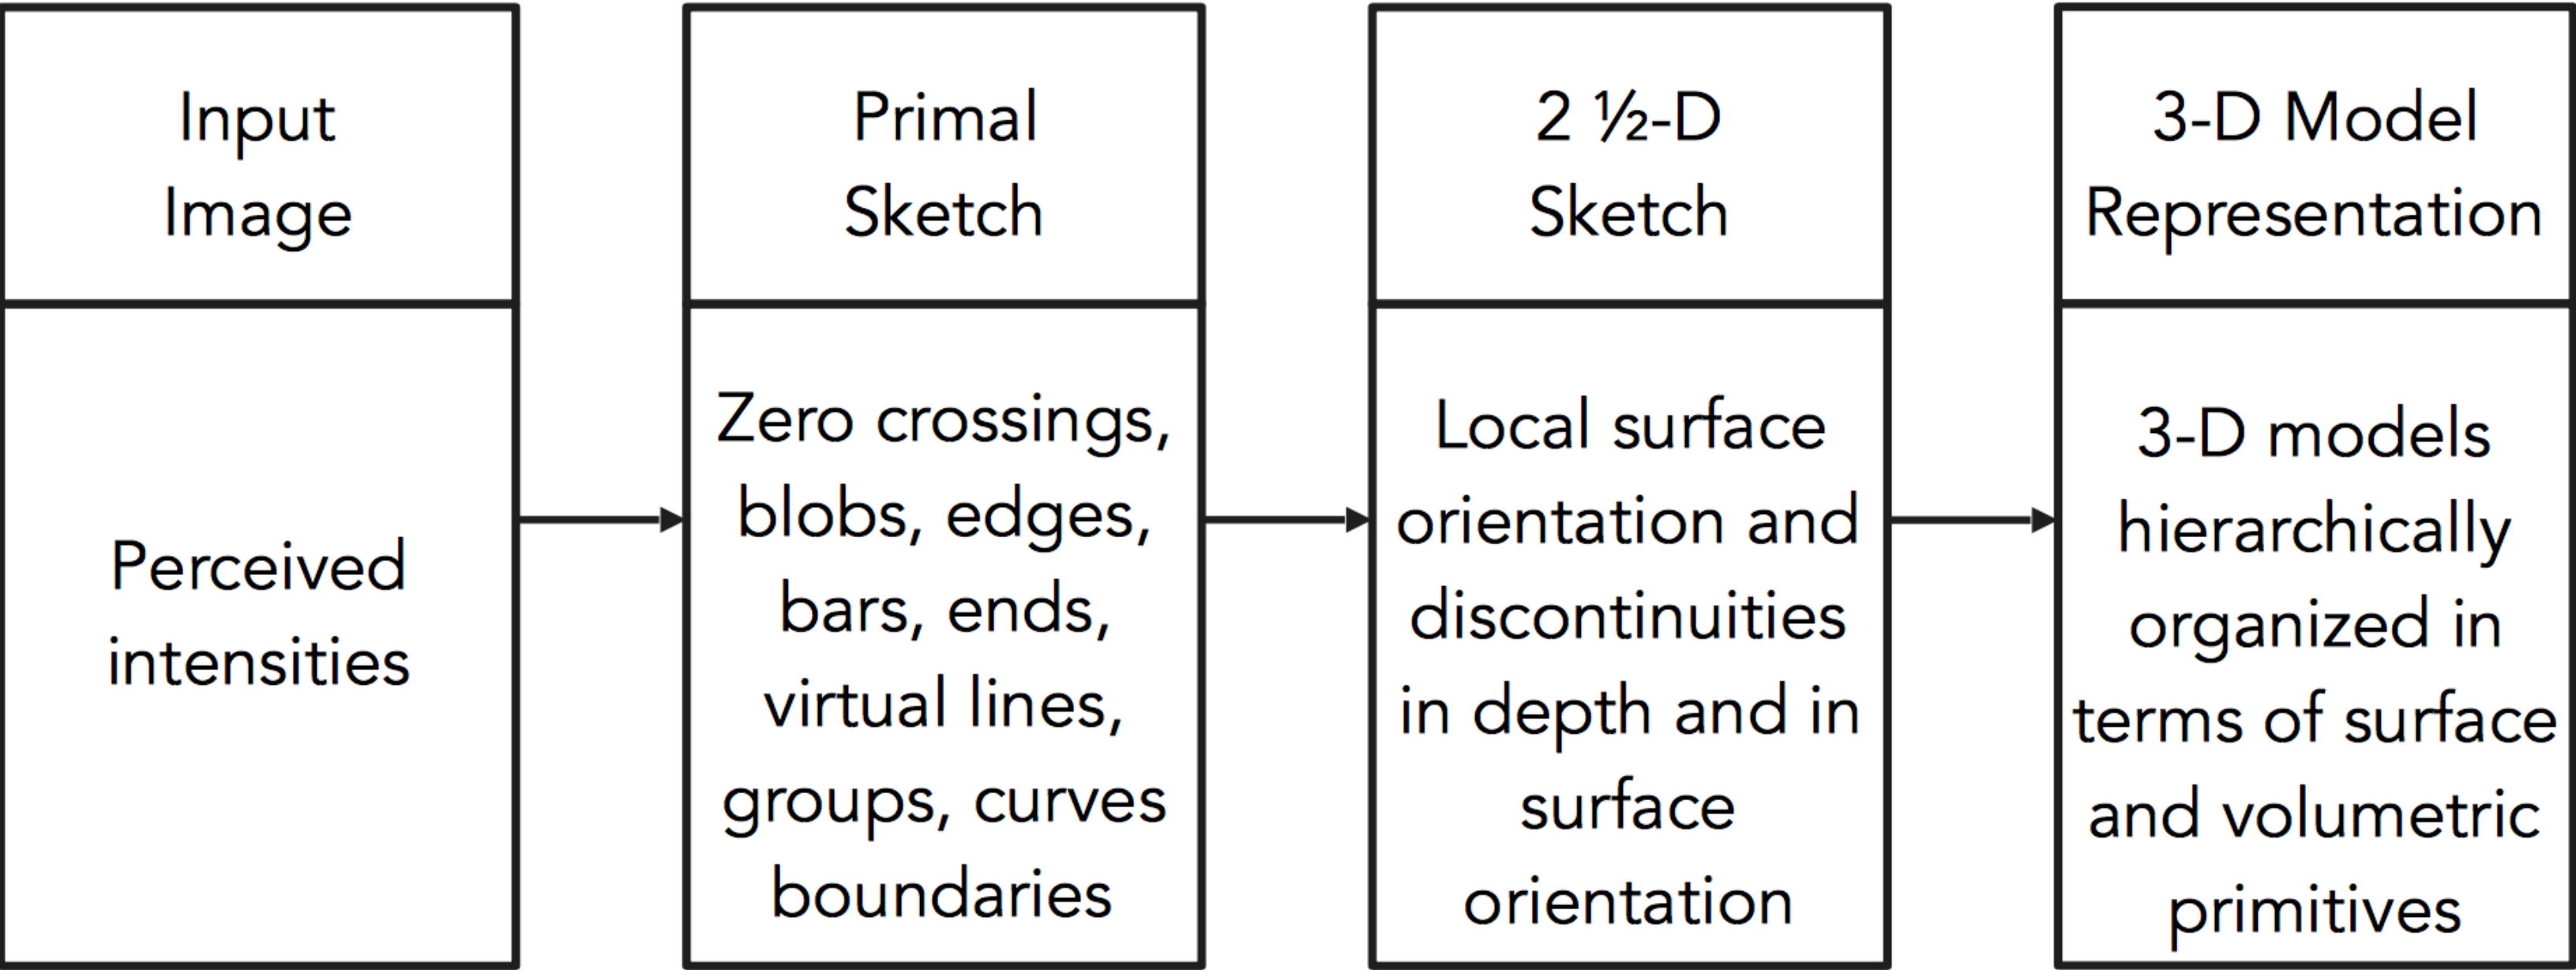 Input
Image
Perceived
intensities
Primal
Sketch
Zero crossings,
blobs, edges,
bars, ends,
virtual lines,
groups, curves
boundaries
2 ½-D
Sketch
Local surface
orientation and
discontinuities
in depth and in
surface
orientation
3-D Model
Representation
3-D models
hierarchically
organized in
terms of surface
and volumetric
primitives